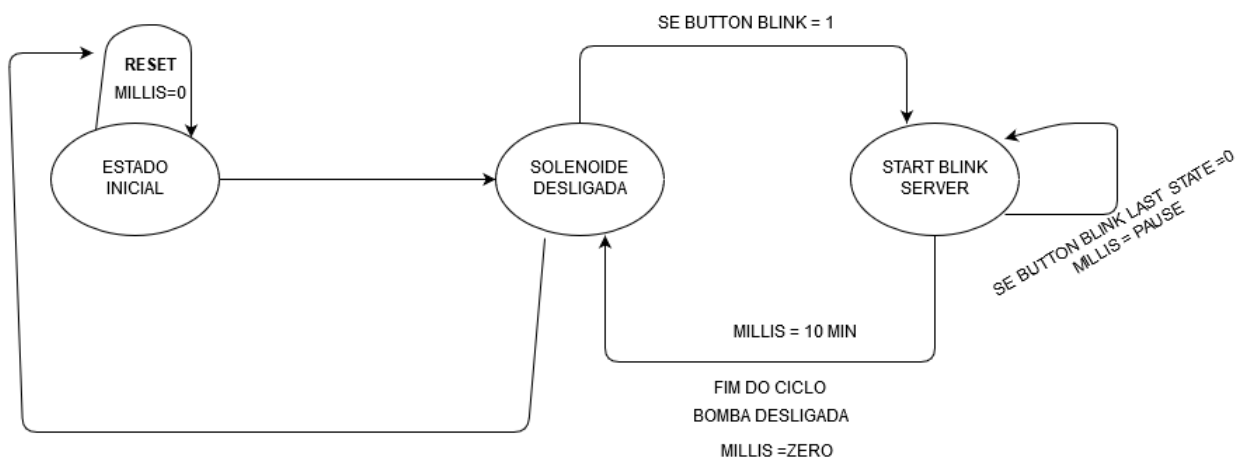 SE BUTTON BLINK = 1
RESET
MILLIS=0
ESTADO
INICIAL
SOLENOIDE
DESLIGADA
START BLINK
SERVER
SE BUTTON BLINK LAST STATE =0
MILLIS = PAUSE
MILLIS = 10 MIN
FIM DO CICLO
BOMBA DESLIGADA
MILLIS =ZERO